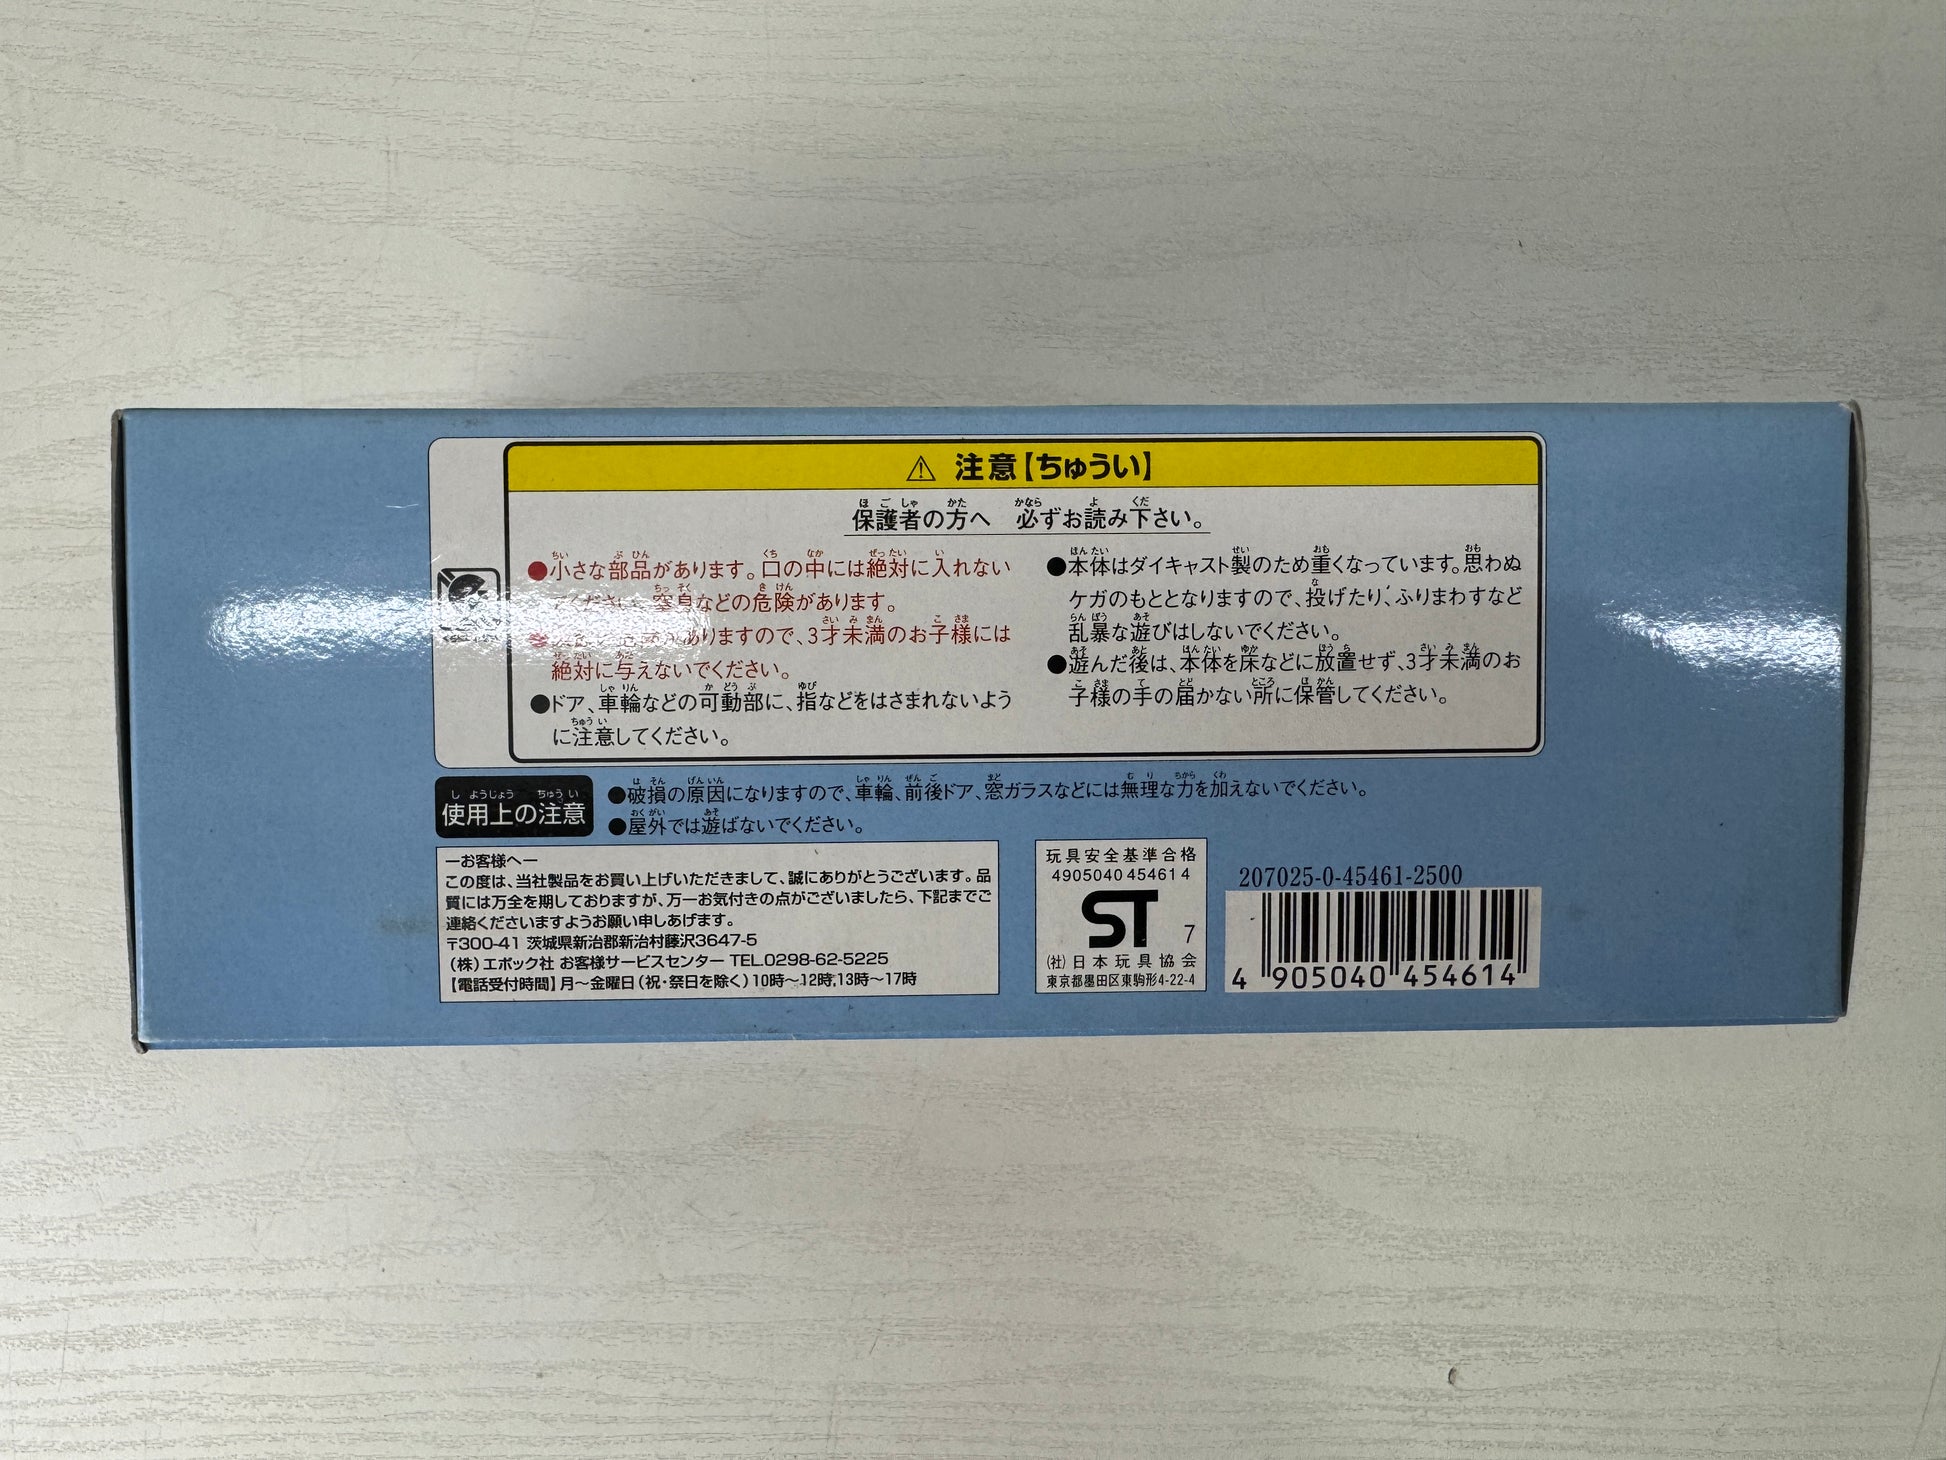 ⚠ 注意【ちゅうい】
保護者の方へ 必ずお読み下さい。
●小さな部品があります。口の中には絶対に入れない
でください。窒息などの危険があります。
がありますので、3才未満のお子様には
絶対に与えないでください。
●ドア、車輪などの可動部に、指などをはさまれないよう
に注意してください。
●本体はダイキャスト製のため重くなっています。思わぬ
ケガのもととなりますので、投げたり、ふりまわすなど
乱暴な遊びはしないでください。
●遊んだ後は、本体を床などに放置せず、3才未満のお
子様の手の届かない所に保管してください。
使用上の注意
●破損の原因になりますので、車輪、前後ドア、窓ガラスなどには無理な力を加えないでください。
●屋外では遊ばないでください。
―お客様へ―
この度は、当社製品をお買い上げいただきまして、誠にありがとうございます。品
質には万全を期しておりますが、万一お気付きの点がございましたら、下記までご
連絡くださいますようお願い申しあげます。
〒300-41 茨城県新治郡新治村藤沢3647-5
(株)エポック社 お客様サービスセンター TEL.0298-62-5225
【電話受付時間】月～金曜日(祝・祭日を除く)10時～12時,13時～17時
玩具安全基準合格
4905040454614
ST 7
(社)日本玩具協会
東京都墨田区東駒形4-22-4
207025-0-45461-2500
4 905040 454614